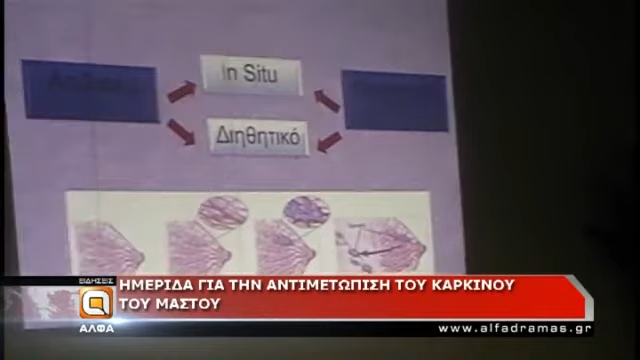 In Situ
Διηθητικό
ΕΙΔΗΣΕΙΣ
ΑΛΦΑ
ΗΜΕΡΙΔΑ ΓΙΑ ΤΗΝ ΑΝΤΙΜΕΤΩΠΙΣΗ ΤΟΥ ΚΑΡΚΙΝΟΥ
ΤΟΥ ΜΑΣΤΟΥ
www.alfadramas.gr